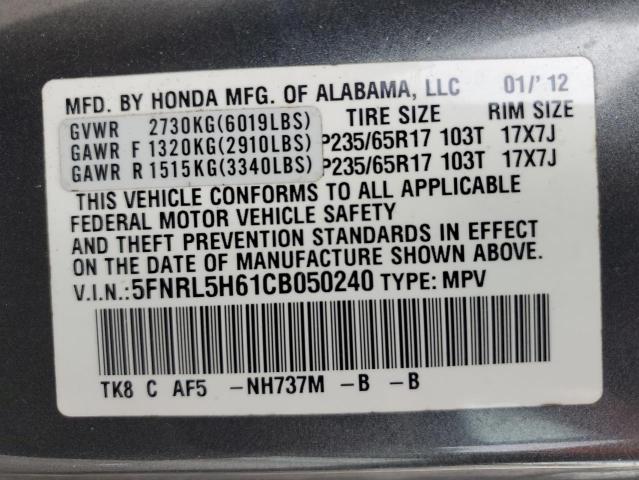 MFD. BY HONDA MFG. OF ALABAMA, LLC 01/'12
TIRE SIZE RIM SIZE
GVWR 2730KG(6019LBS)
GAWR F 1320KG(2910LBS) P235/65R17 103T 17X7J
GAWR R 1515KG(3340LBS) P235/65R17 103T 17X7J
THIS VEHICLE CONFORMS TO ALL APPLICABLE
FEDERAL MOTOR VEHICLE SAFETY
AND THEFT PREVENTION STANDARDS IN EFFECT
ON THE DATE OF MANUFACTURE SHOWN ABOVE.
V.I.N.:5FNRL5H61CB050240 TYPE: MPV
TK8 C AF5 -NH737M -B -B